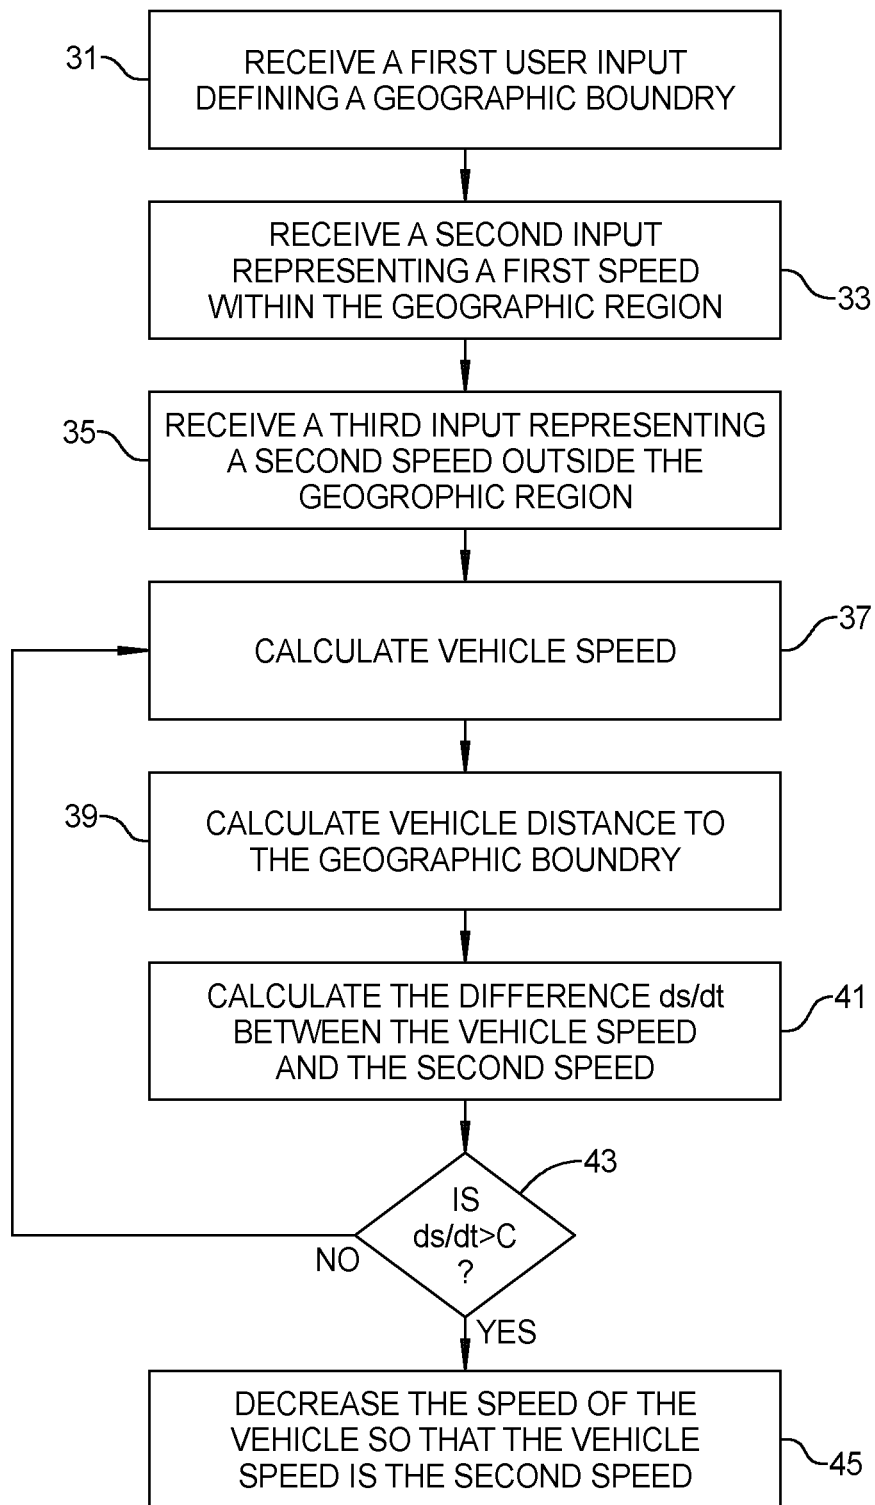 31
RECEIVE A FIRST USER INPUT
DEFINING A GEOGRAPHIC BOUNDRY
RECEIVE A SECOND INPUT
REPRESENTING A FIRST SPEED
WITHIN THE GEOGRAPHIC REGION
33
35
RECEIVE A THIRD INPUT REPRESENTING
A SECOND SPEED OUTSIDE THE
GEOGROPHIC REGION
37
CALCULATE VEHICLE SPEED
39
CALCULATE VEHICLE DISTANCE TO
THE GEOGRAPHIC BOUNDRY
CALCULATE THE DIFFERENCE ds/dt
BETWEEN THE VEHICLE SPEED
AND THE SECOND SPEED
41
43
IS
ds/dt>C
?
NO
YES
DECREASE THE SPEED OF THE
VEHICLE SO THAT THE VEHICLE
SPEED IS THE SECOND SPEED
45